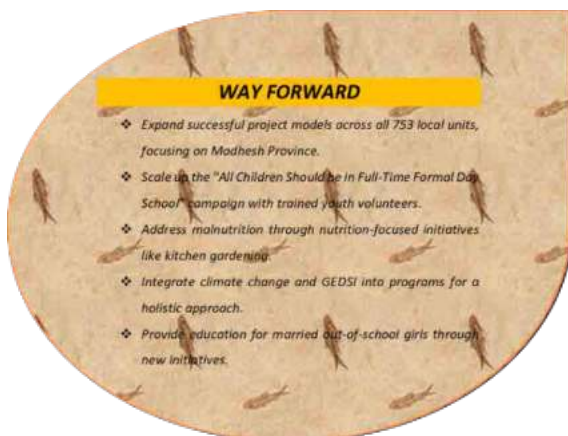 WAY FORWARD
❖ Expand successful project models across all 753 local units,
focusing on Madhesh Province.
❖ Scale up the "All Children Should be in Full-Time Formal Day
School" campaign with trained youth volunteers.
❖ Address malnutrition through nutrition-focused initiatives
like kitchen gardening.
❖ Integrate climate change and GEDSI into programs for a
holistic approach.
❖ Provide education for married out-of-school girls through
new initiatives.